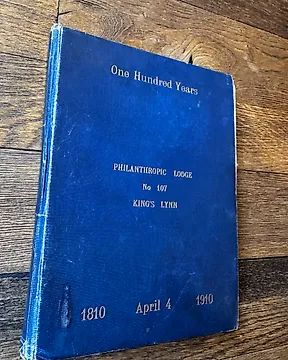 One Hundred Years
PHILANTHROPIC LODGE
No 107
KING'S LYNN
1810 April 4 1910